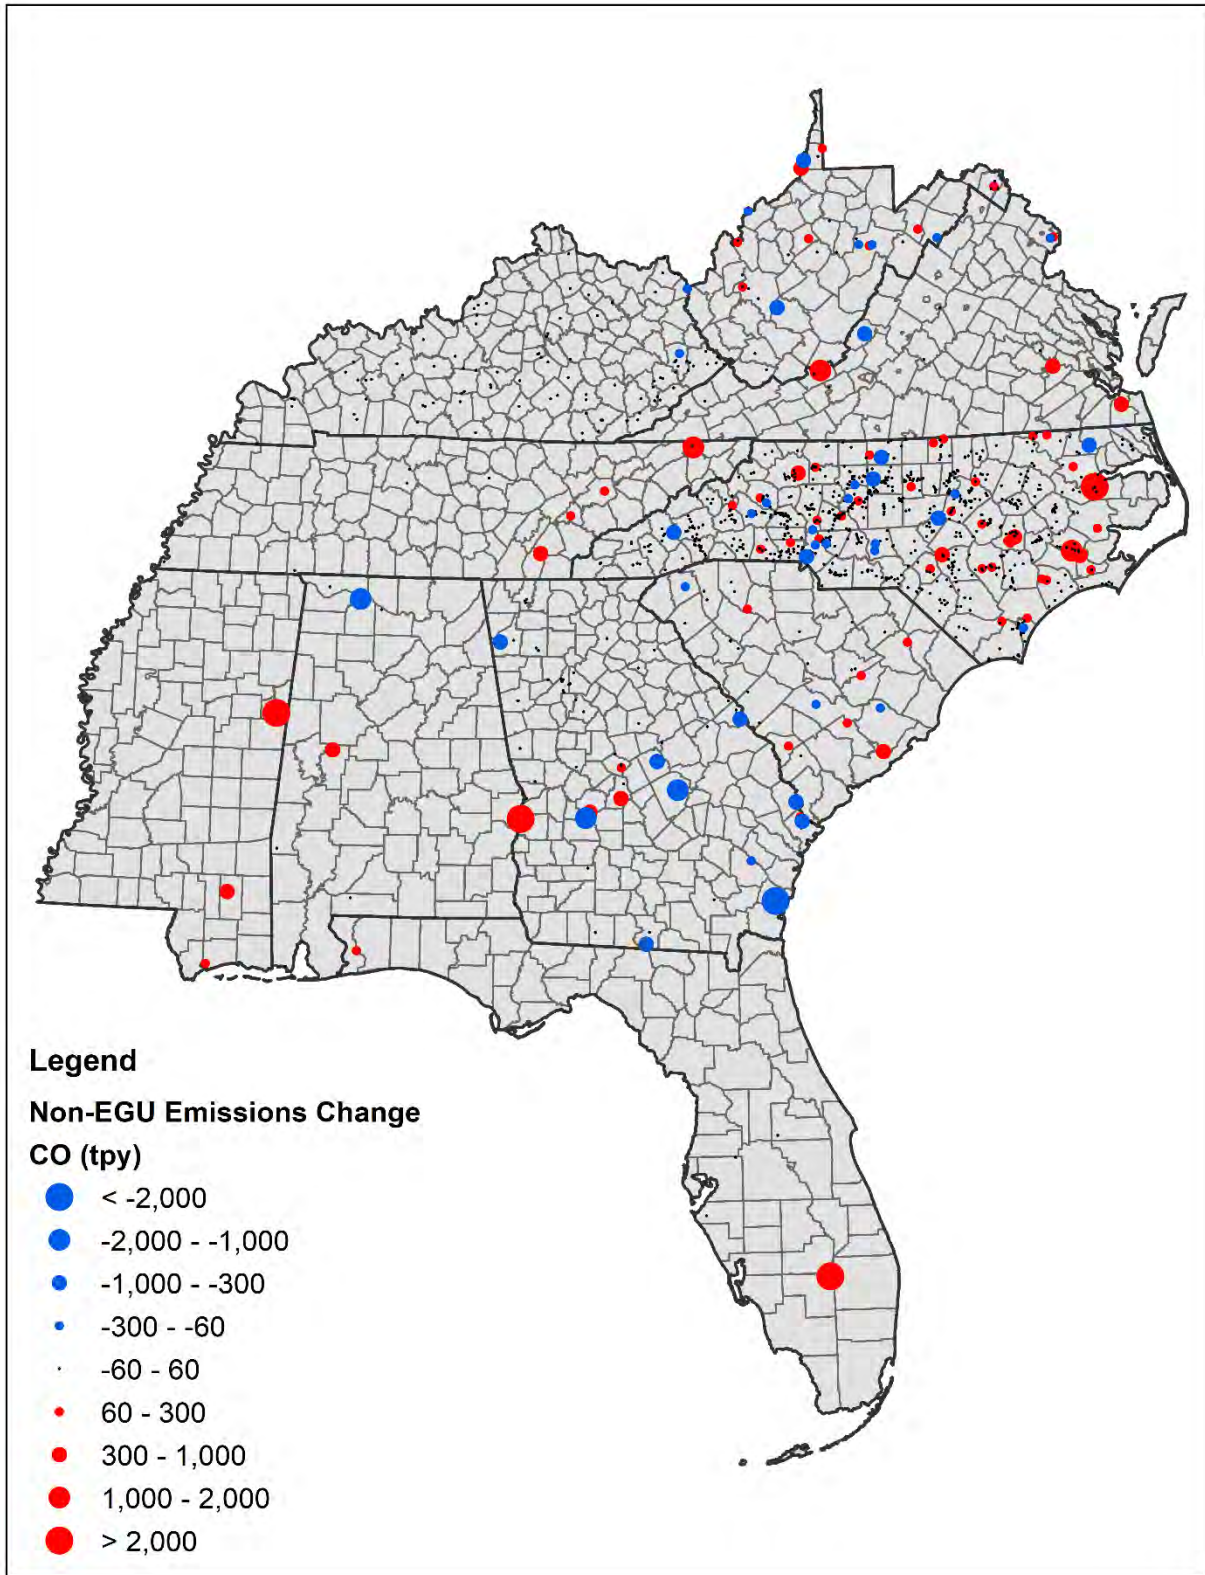 Legend
Non-EGU Emissions Change
CO (tpy)
< -2,000
-2,000 - -1,000
-1,000 - -300
-300 - -60
-60 - 60
60 - 300
300 - 1,000
1,000 - 2,000
> 2,000